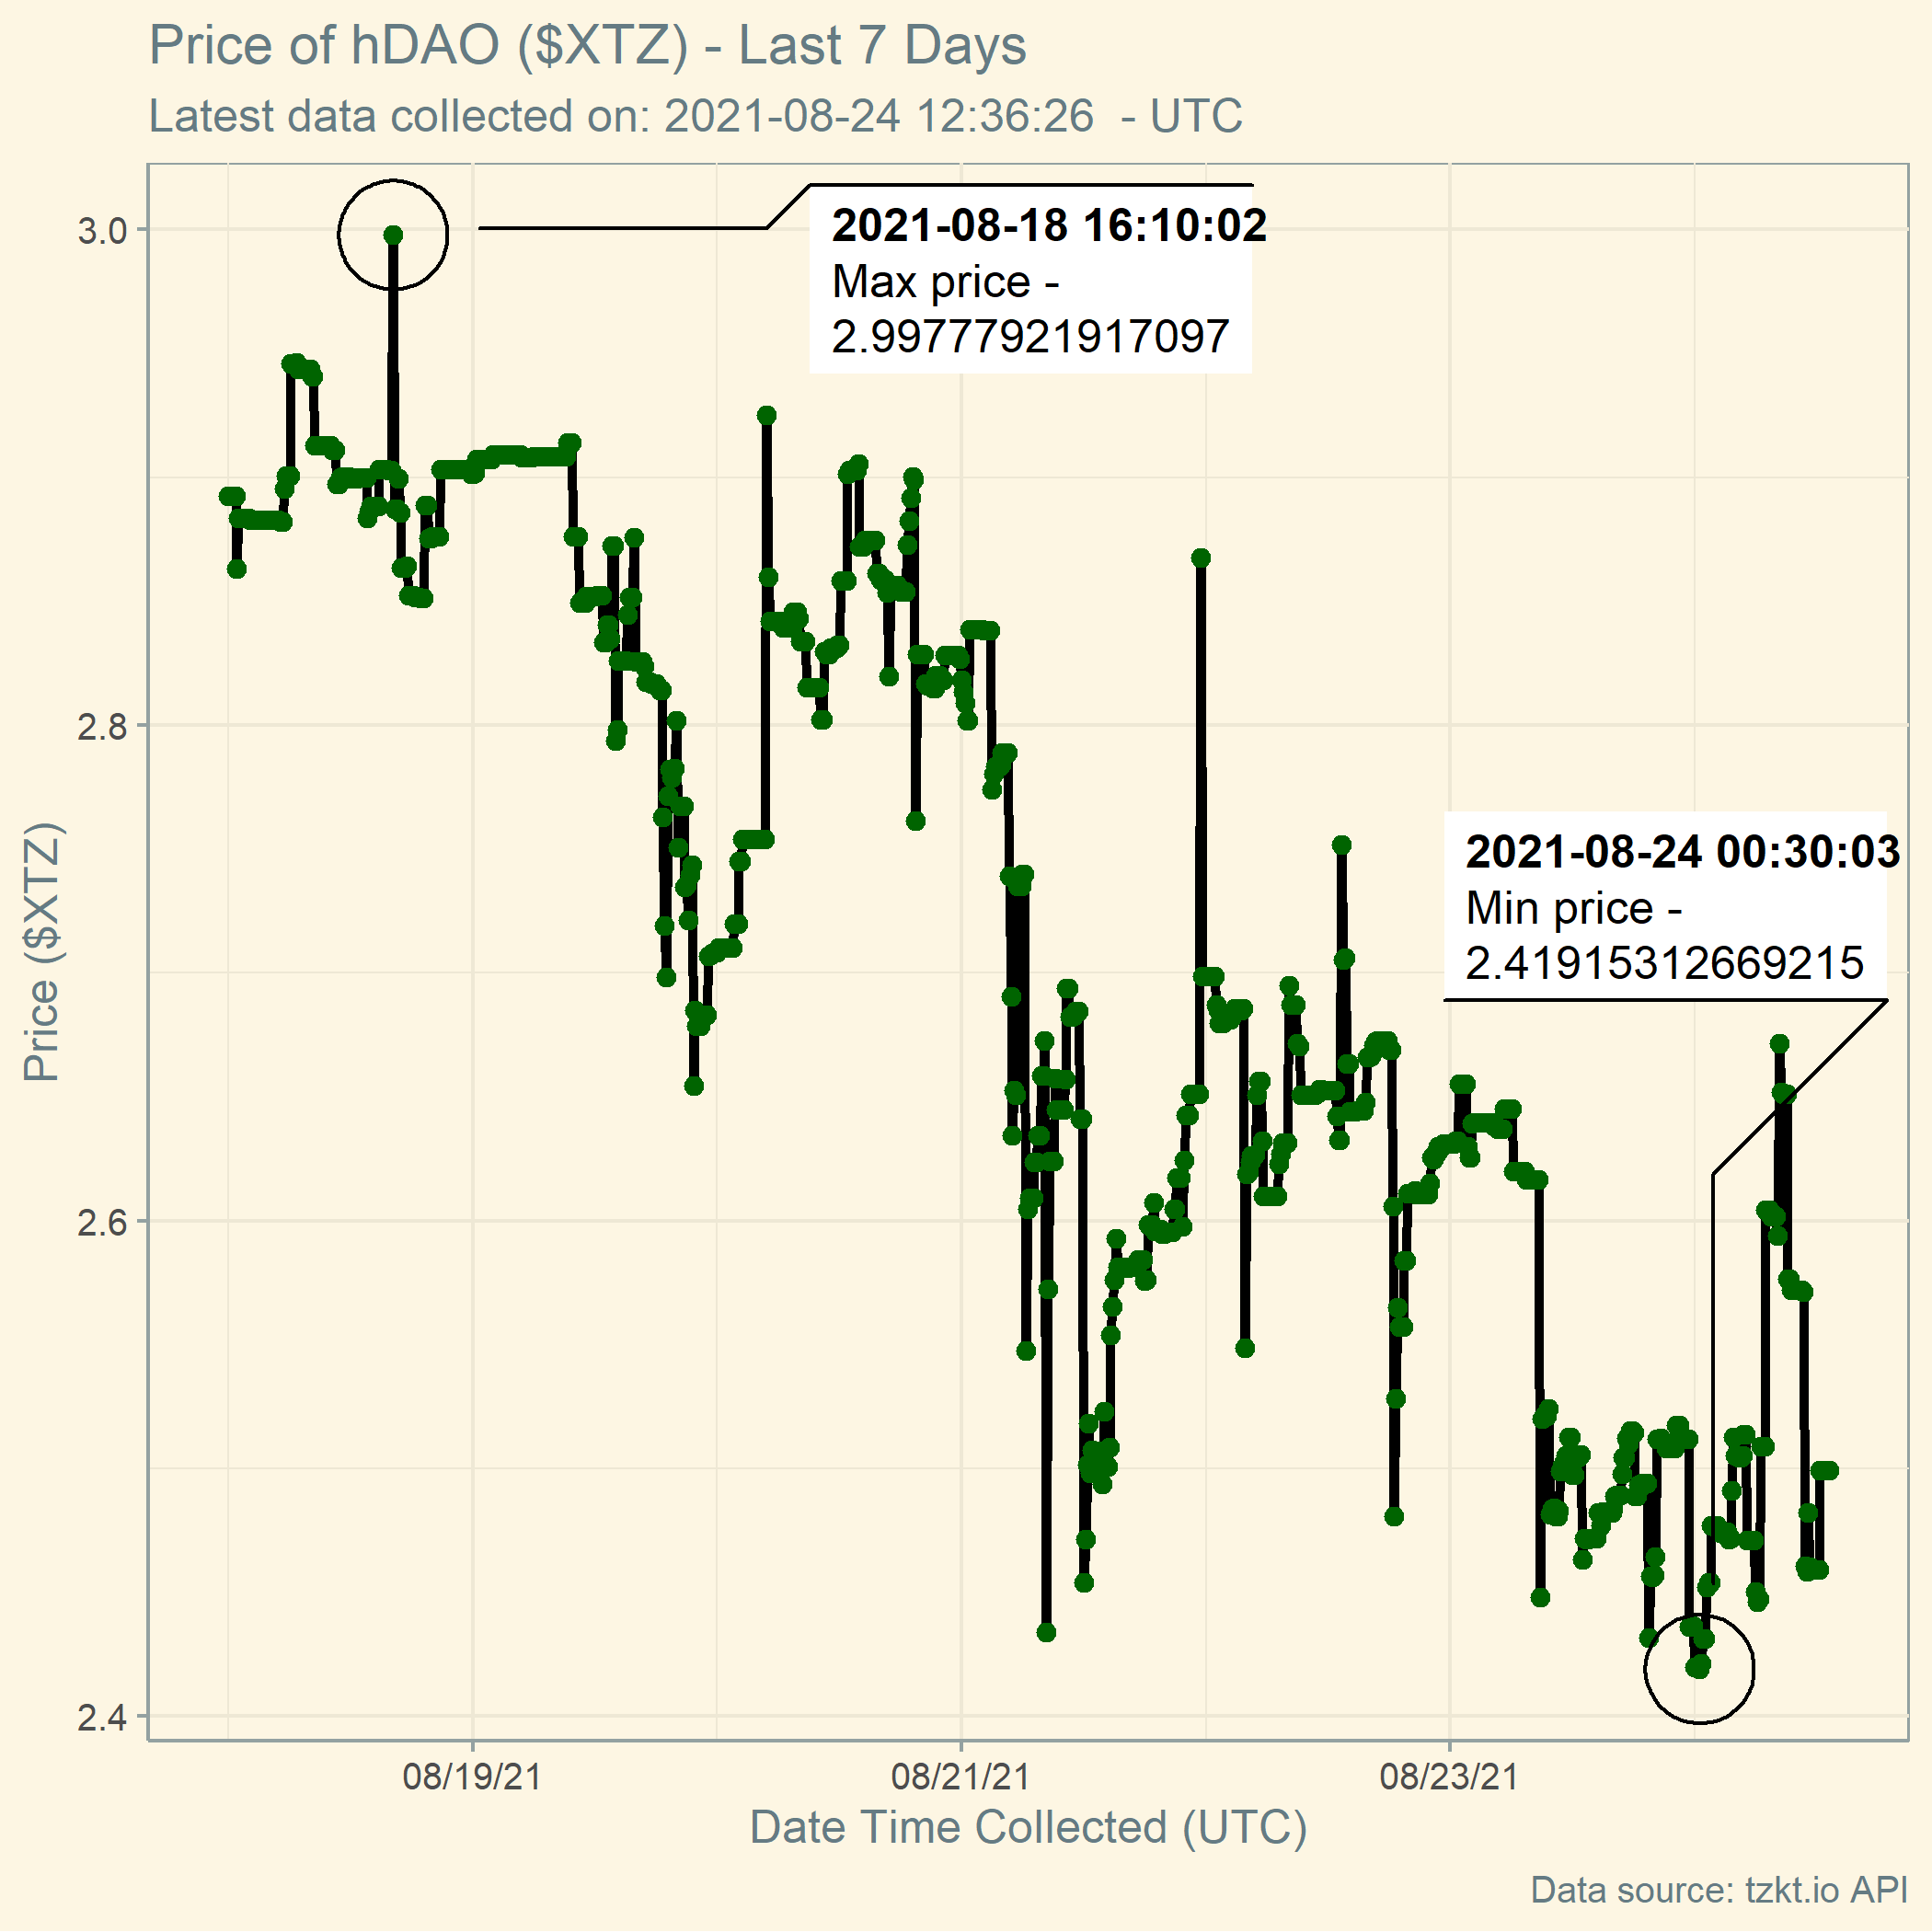 Price of hDAO ($XTZ) - Last 7 Days
Latest data collected on: 2021-08-24 12:36:26  - UTC
3.0
2.8
2.6
2.4
Price ($XTZ)
2021-08-18 16:10:02
Max price -
2.99777921917097
2021-08-24 00:30:03
Min price -
2.41915312669215
08/19/21
08/21/21
08/23/21
Date Time Collected (UTC)
Data source: tzkt.io API